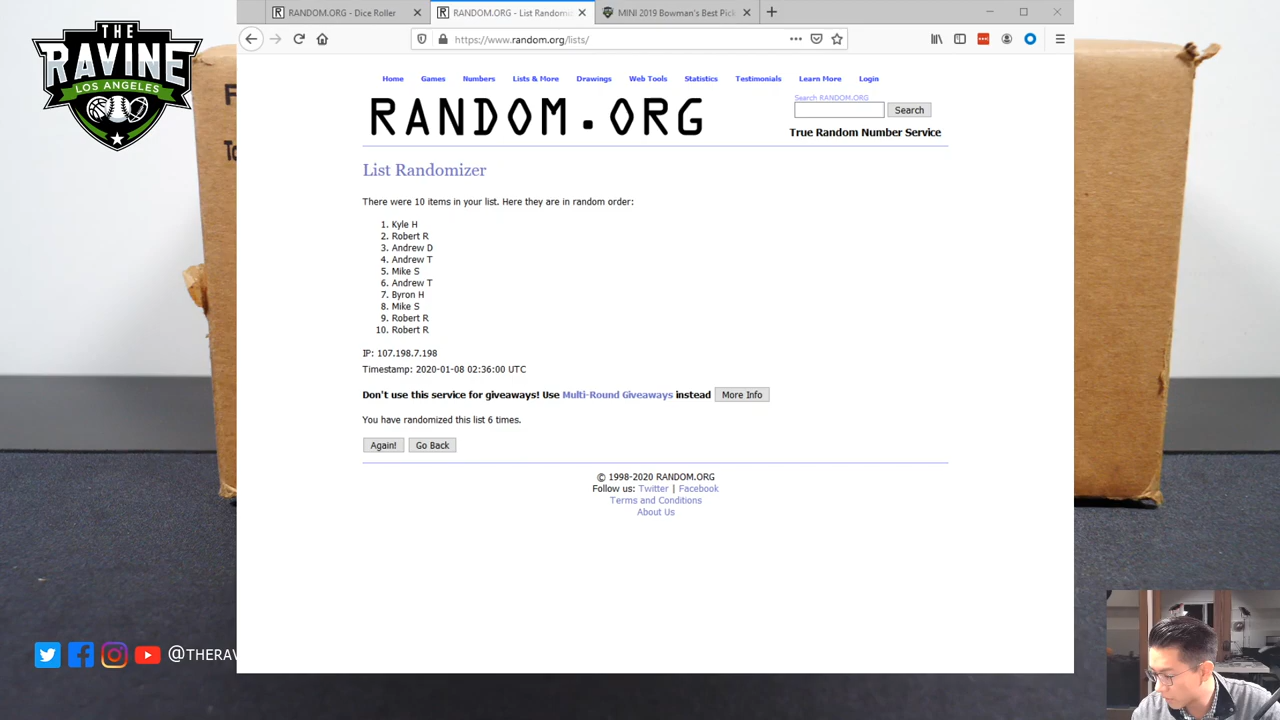 THE
RAVINE
LOS ANGELES
RANDOM.ORG - Dice Roller
RANDOM.ORG - List Randomiz
MINI 2019 Bowman's Best Pick
https://www.random.org/lists/
Home Games Numbers Lists & More Drawings Web Tools Statistics Testimonials Learn More Login
RANDOM.ORG
Search RANDOM.ORG
Search
True Random Number Service
List Randomizer
There were 10 items in your list. Here they are in random order:
1. Kyle H
2. Robert R
3. Andrew D
4. Andrew T
5. Mike S
6. Andrew T
7. Byron H
8. Mike S
9. Robert R
10. Robert R
IP: 107.198.7.198
Timestamp: 2020-01-08 02:36:00 UTC
Don't use this service for giveaways! Use Multi-Round Giveaways instead More Info
You have randomized this list 6 times.
Again! Go Back
© 1998-2020 RANDOM.ORG
Follow us: Twitter | Facebook
Terms and Conditions
About Us
@THERAV